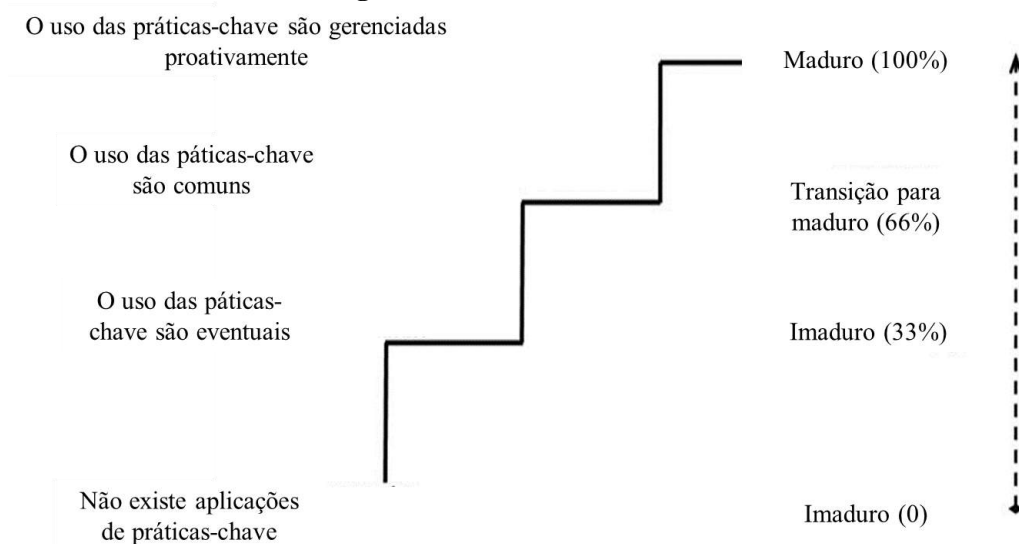 O uso das práticas-chave são gerenciadas
proativamente
Maduro (100%)
O uso das páticas-chave
são comuns
Transição para
maduro (66%)
O uso das páticas-
chave são eventuais
Imaduro (33%)
Não existe aplicações
de práticas-chave
Imaduro (0)